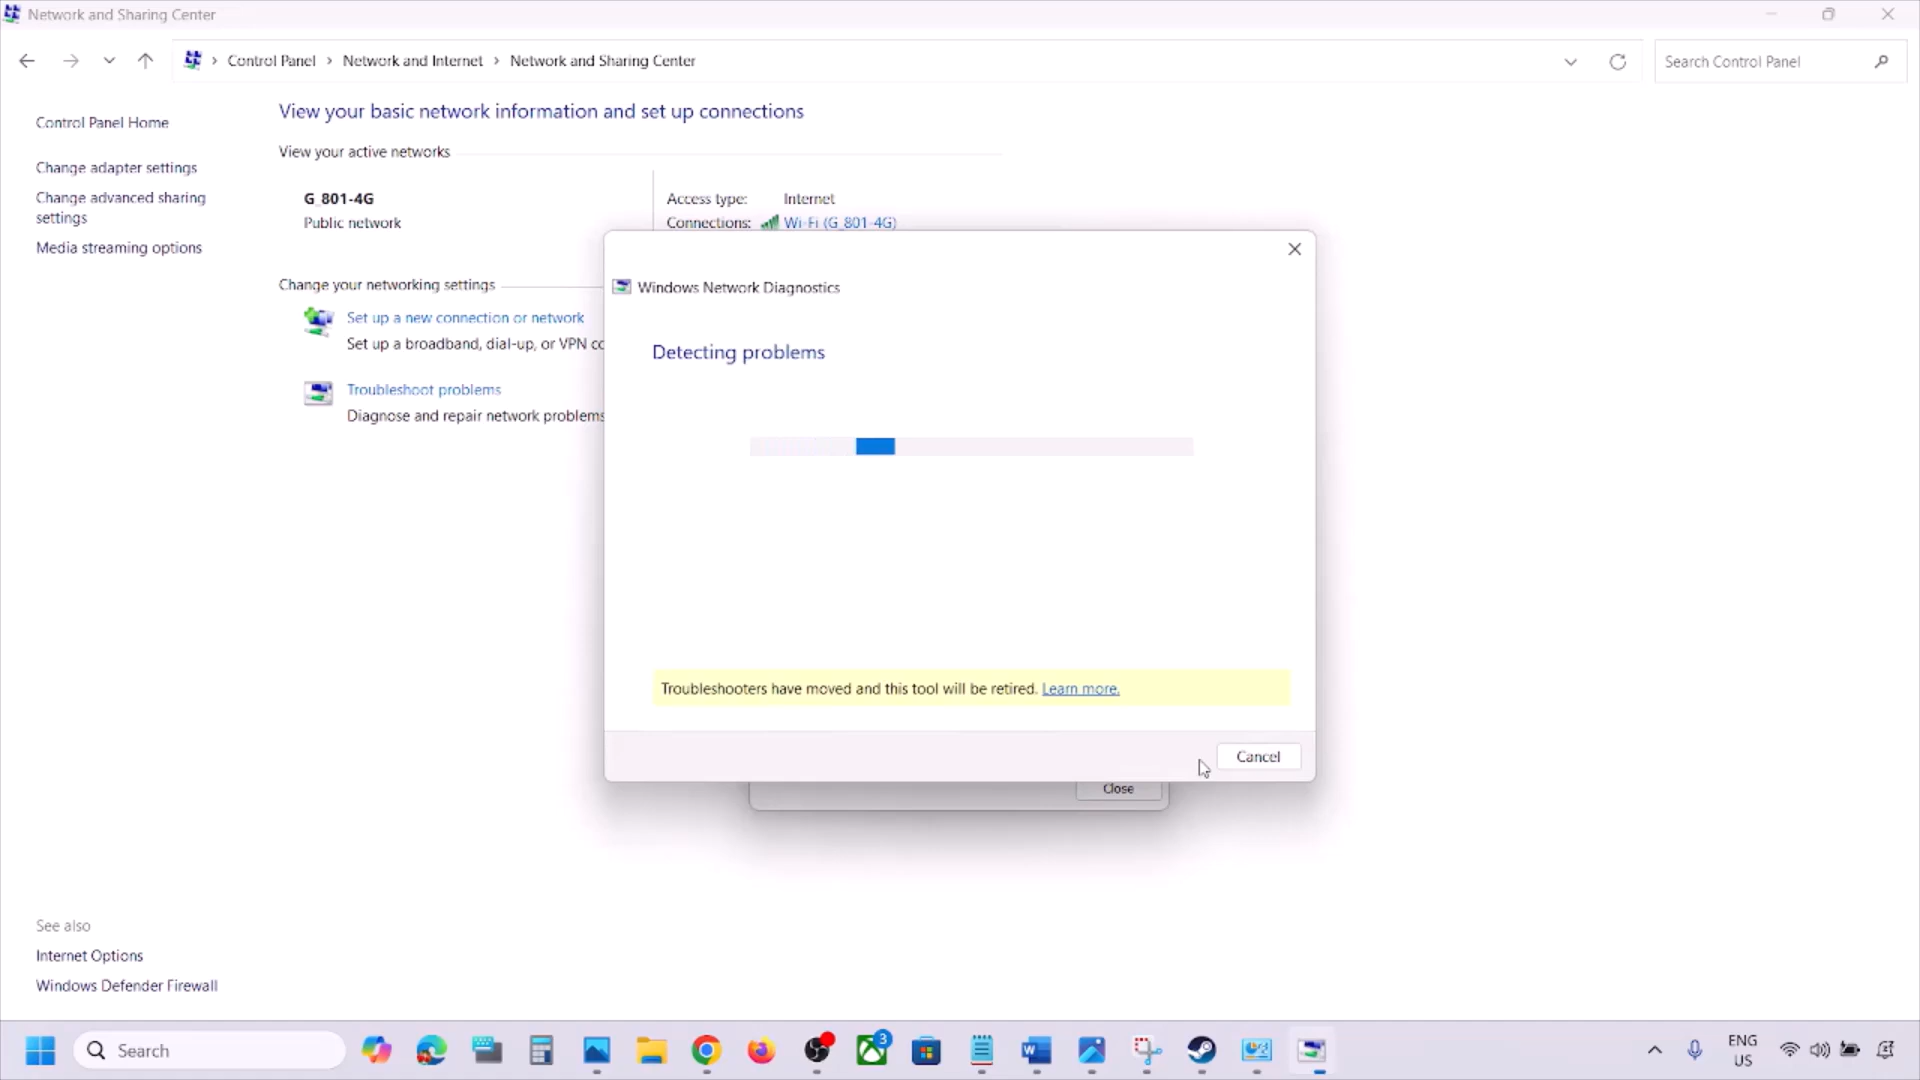 Network and Sharing Center
Control Panel > Network and Internet > Network and Sharing Center
Search Control Panel
Control Panel Home
Change adapter settings
Change advanced sharing
settings
Media streaming options
View your basic network information and set up connections
View your active networks
G_801-4G
Public network
Access type: Internet
Connections: Wi-Fi (G_801-4G)
Change your networking settings
Set up a new connection or network
Set up a broadband, dial-up, or VPN co
Troubleshoot problems
Diagnose and repair network problems
Windows Network Diagnostics
Detecting problems
Troubleshooters have moved and this tool will be retired. Learn more.
Cancel
Close
See also
Internet Options
Windows Defender Firewall
Search
3
ENG
US